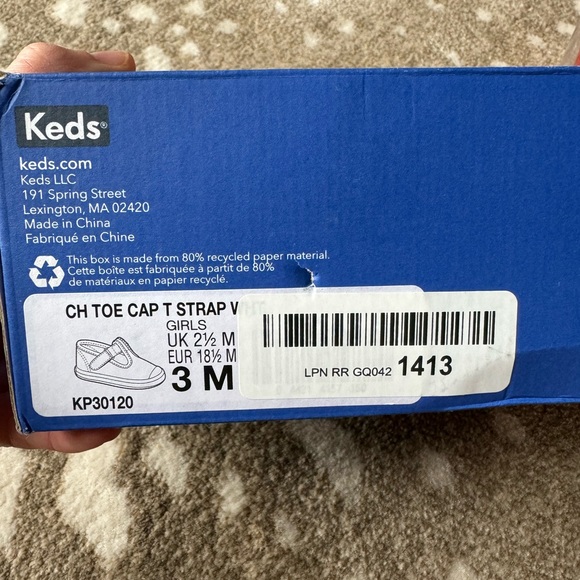 Keds®
keds.com
Keds LLC
191 Spring Street
Lexington, MA 02420
Made in China
Fabriqué en Chine
This box is made from 80% recycled paper material.
Cette boîte est fabriquée à partir de 80%
de matériaux en papier recyclé.
CH TOE CAP T STRAP
GIRLS
UK 2½ M
EUR 18½ M
3 M
KP30120
LPN RR GQ042 1413